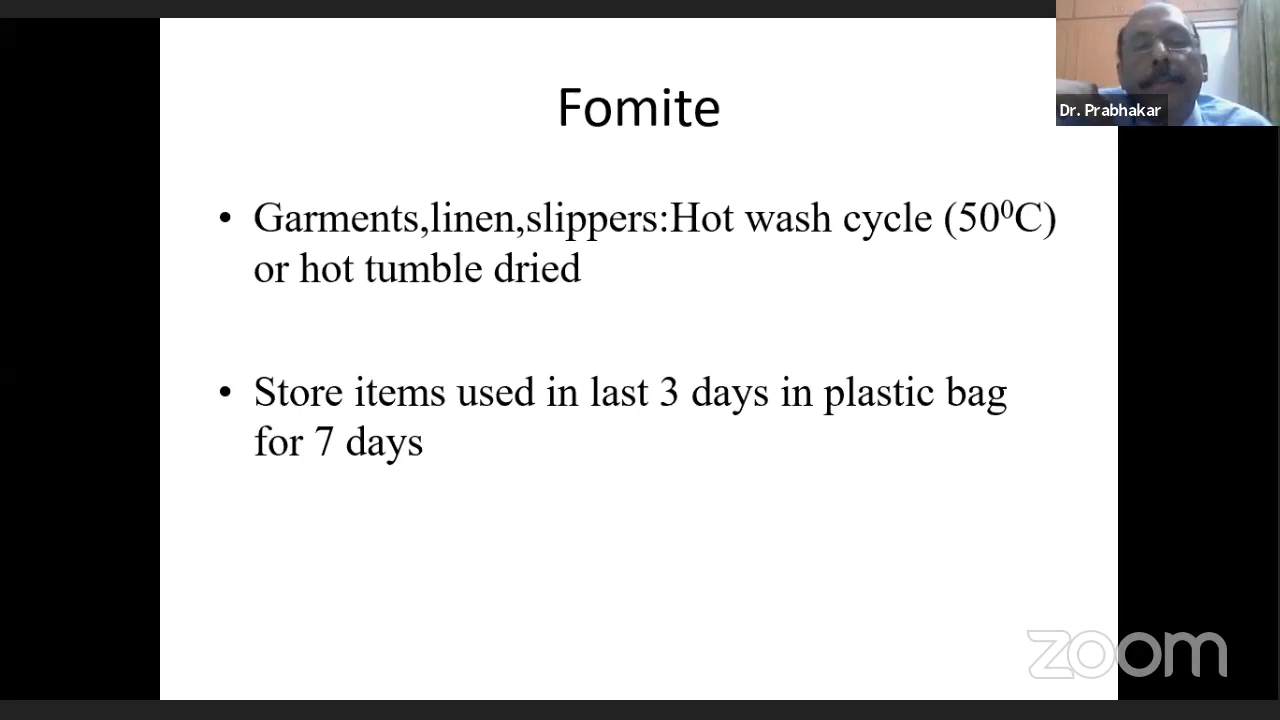 Fomite
• Garments,linen,slippers:Hot wash cycle (50⁰C)
or hot tumble dried
• Store items used in last 3 days in plastic bag
for 7 days
Dr. Prabhakar
zoom